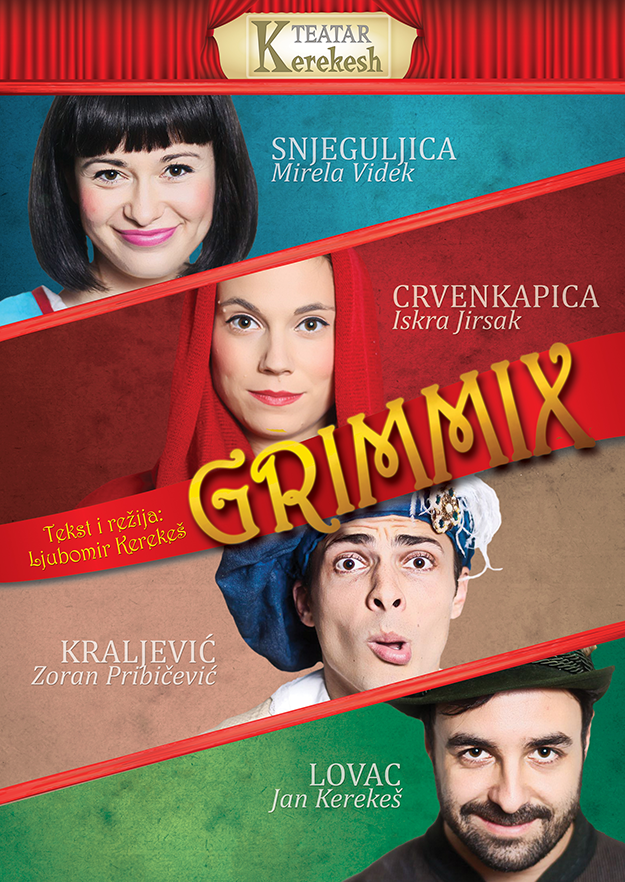 TEATAR
Kerekesh
SNJEGULJICA
Mirela Videk
CRVENKAPICA
Iskra Jirsak
GRIMMIX
Tekst i režija:
Ljubomir Kerekeš
KRALJEVIĆ
Zoran Pribičević
LOVAC
Jan Kerekeš